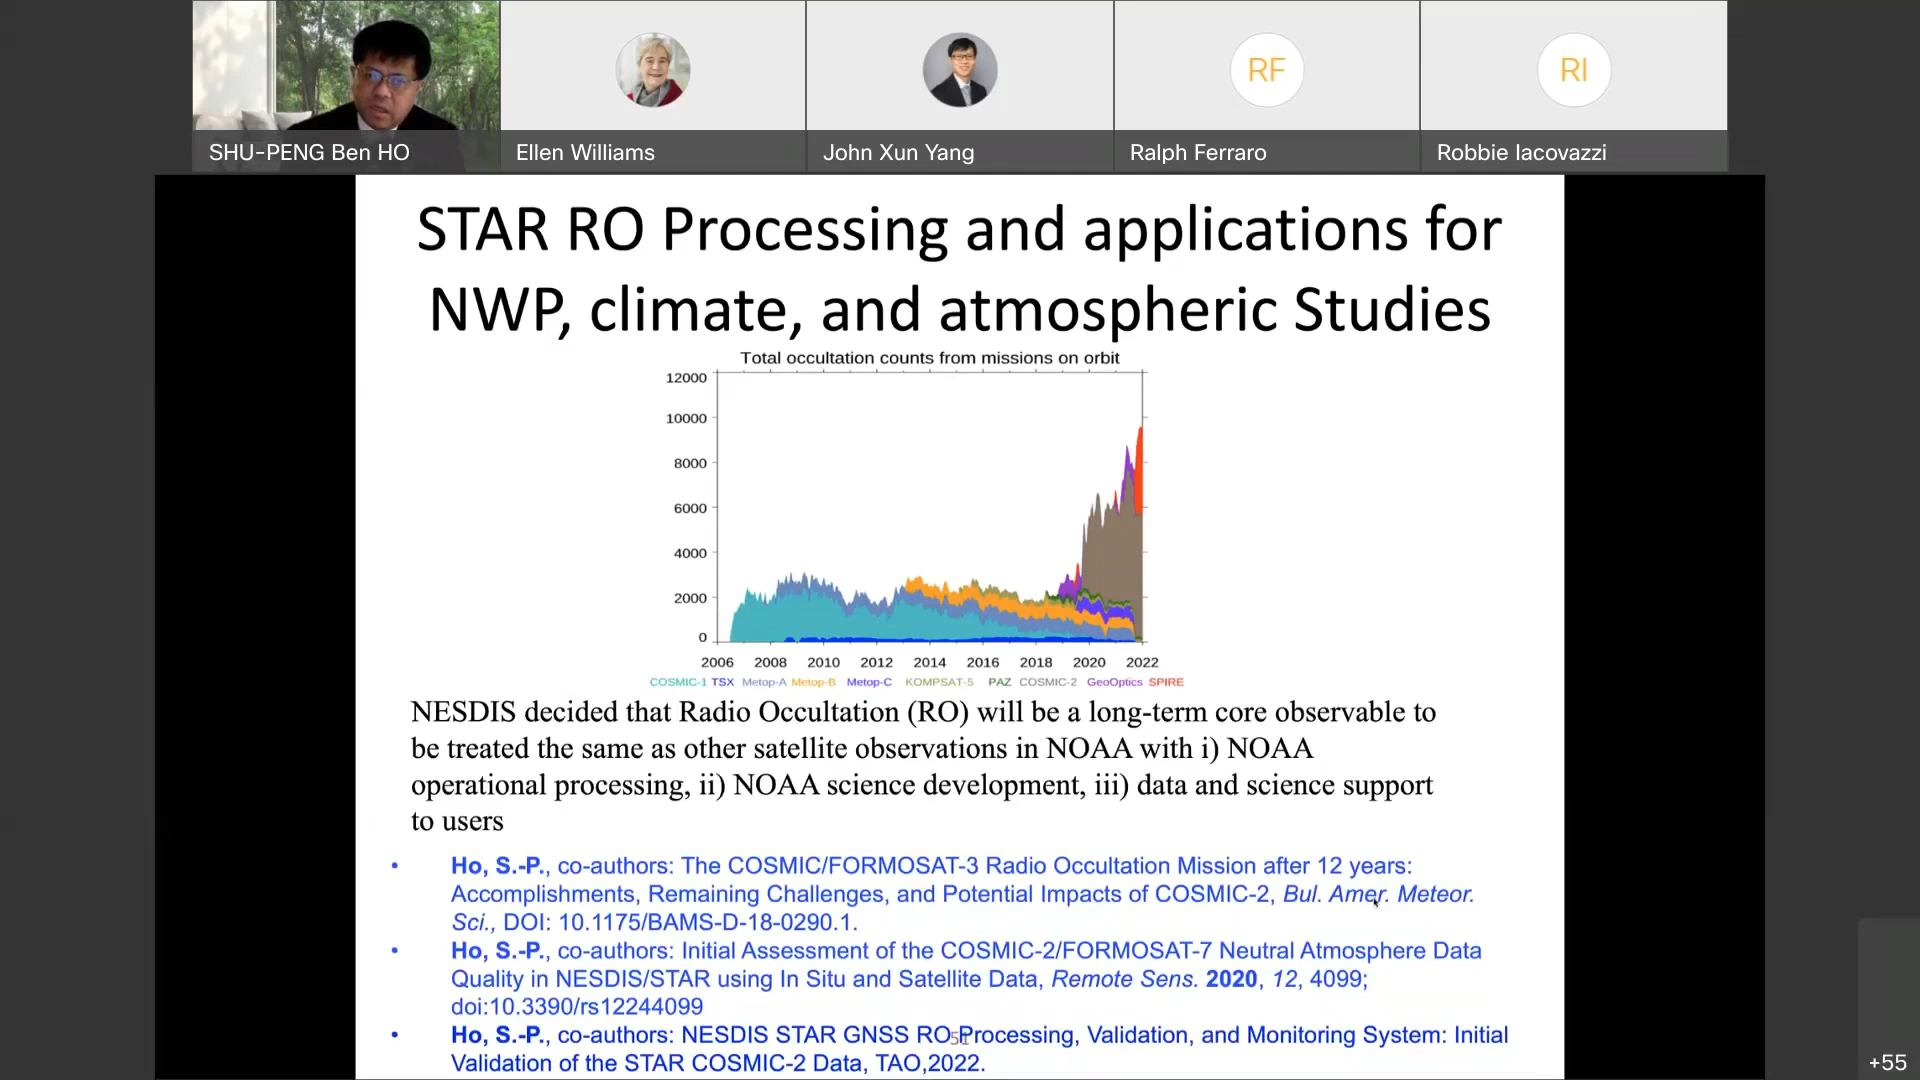 RF
RI
SHU-PENG Ben HO
Ellen Williams
John Xun Yang
Ralph Ferraro
Robbie Iacovazzi
STAR RO Processing and applications for
NWP, climate, and atmospheric Studies
Total occultation counts from missions on orbit
12000
10000
8000
6000
4000
2000
0
2006 2008 2010 2012 2014 2016 2018 2020 2022
COSMIC-1 TSX Metop-A Metop-B Metop-C KOMPSAT-5 PAZ COSMIC-2 GeoOptics SPIRE
NESDIS decided that Radio Occultation (RO) will be a long-term core observable to
be treated the same as other satellite observations in NOAA with i) NOAA
operational processing, ii) NOAA science development, iii) data and science support
to users
• Ho, S.-P., co-authors: The COSMIC/FORMOSAT-3 Radio Occultation Mission after 12 years:
Accomplishments, Remaining Challenges, and Potential Impacts of COSMIC-2, Bul. Amer. Meteor.
Sci., DOI: 10.1175/BAMS-D-18-0290.1.
• Ho, S.-P., co-authors: Initial Assessment of the COSMIC-2/FORMOSAT-7 Neutral Atmosphere Data
Quality in NESDIS/STAR using In Situ and Satellite Data, Remote Sens. 2020, 12, 4099;
doi:10.3390/rs12244099
• Ho, S.-P., co-authors: NESDIS STAR GNSS RO Processing, Validation, and Monitoring System: Initial
Validation of the STAR COSMIC-2 Data, TAO,2022.
51
+55